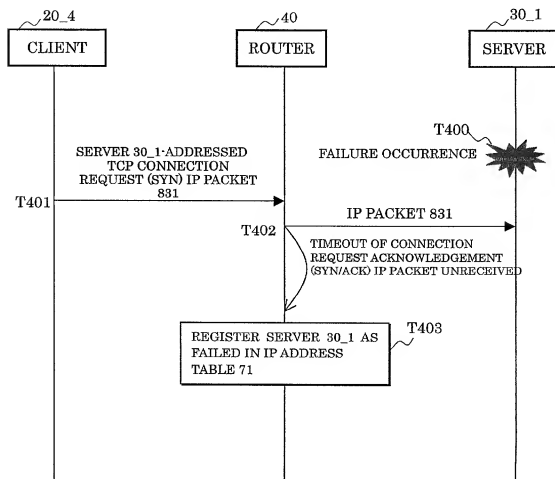 20_4
40
30_1
CLIENT
ROUTER
SERVER
T400
FAILURE OCCURRENCE
SERVER 30_1-ADDRESSED
TCP CONNECTION
REQUEST (SYN) IP PACKET
831
T401
IP PACKET 831
T402
TIMEOUT OF CONNECTION
REQUEST ACKNOWLEDGEMENT
(SYN/ACK) IP PACKET UNRECEIVED
T403
REGISTER SERVER 30_1 AS
FAILED IN IP ADDRESS
TABLE 71